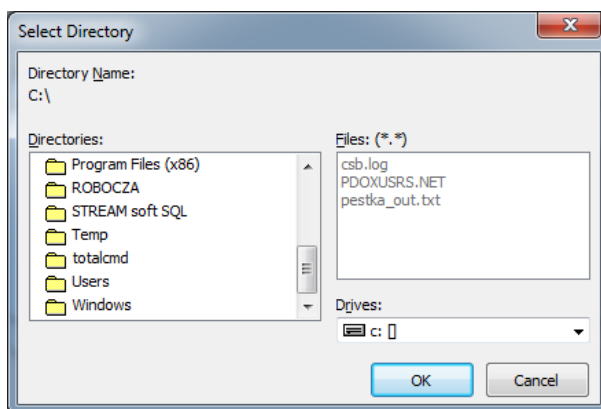 Select Directory
Directory Name:
C:\
Directories:
Program Files (x86)
ROBOCZA
STREAM soft SQL
Temp
totalcmd
Users
Windows
Files: (*.*)
csb.log
PDOXUSRS.NET
pestka_out.txt
Drives:
c: []
OK
Cancel